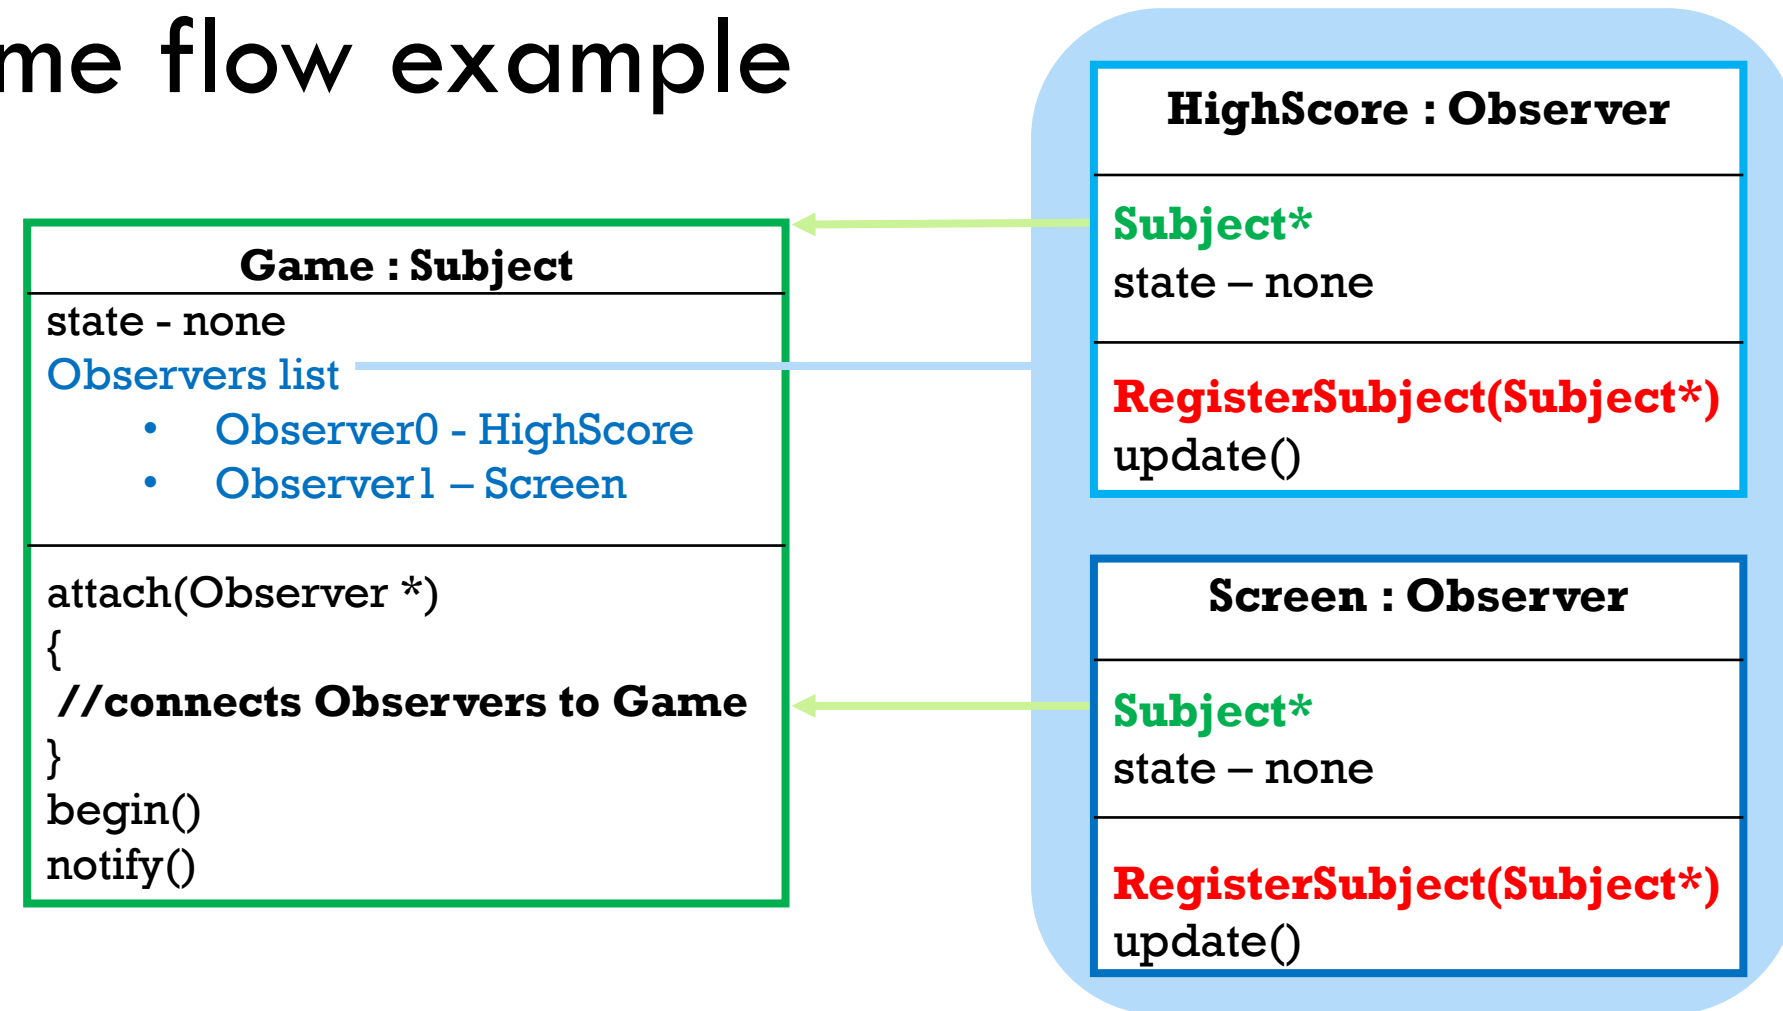 me flow example
Game : Subject
state - none
Observers list
• Observer0 - HighScore
• Observer1 – Screen
attach(Observer *)
{
//connects Observers to Game
}
begin()
notify()
HighScore : Observer
Subject*
state – none
RegisterSubject(Subject*)
update()
Screen : Observer
Subject*
state – none
RegisterSubject(Subject*)
update()